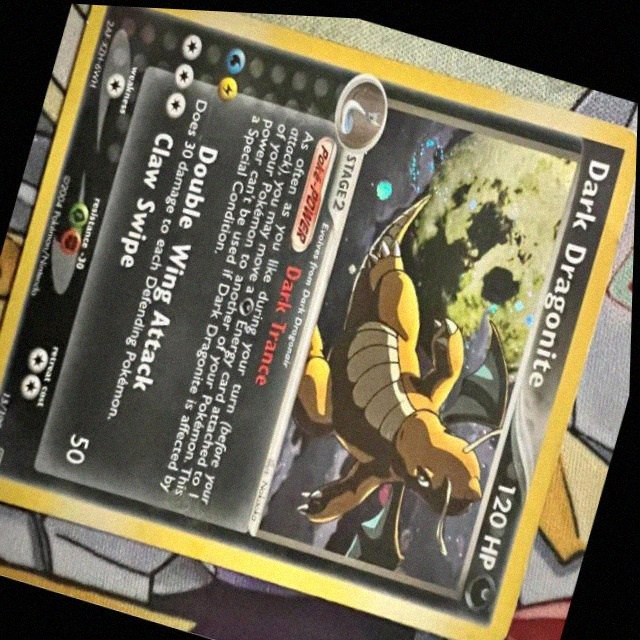 Dark Dragonite 120 HP
STAGE 2 Evolves from Dark Dragonair
POKé-POWER Dark Trance
As often as you like during your turn (before your
attack), you may move a Energy card attached to 1
of your Pokémon to another of your Pokémon. This
power can't be used if Dark Dragonite is affected by
a Special Condition.
Double Wing Attack
Does 30 damage to each Defending Pokémon.
Claw Swipe 50
weakness resistance -30 retreat cost
©2004 Pokémon/Nintendo